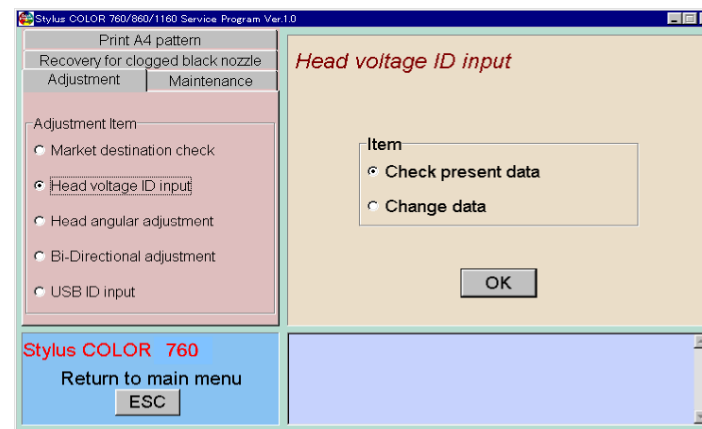 Stylus COLOR 760/860/1160 Service Program Ver.1.0
Print A4 pattern
Recovery for clogged black nozzle
Adjustment Maintenance
Adjustment Item
Market destination check
Head voltage ID input
Head angular adjustment
Bi-Directional adjustment
USB ID input
Head voltage ID input
Item
Check present data
Change data
OK
Stylus COLOR 760
Return to main menu
ESC